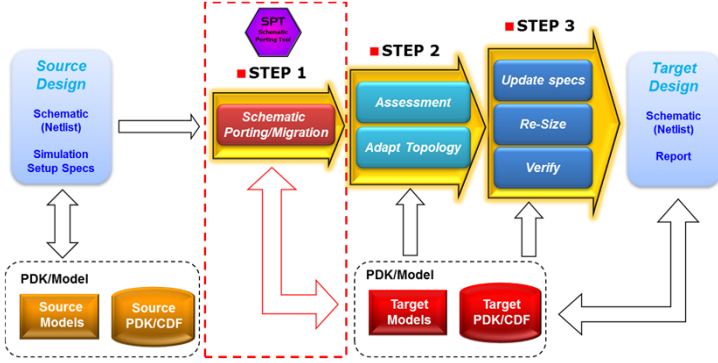 SPT
Schematic
Porting Tool
STEP 1
STEP 2
STEP 3
Source
Design
Schematic
(Netlist)
Simulation
Setup Specs
Schematic
Porting/Migration
Assessment
Adapt Topology
Update specs
Re-Size
Verify
Target
Design
Schematic
(Netlist)
Report
PDK/Model
Source
Models
Source
PDK/CDF
PDK/Model
Target
Models
Target
PDK/CDF